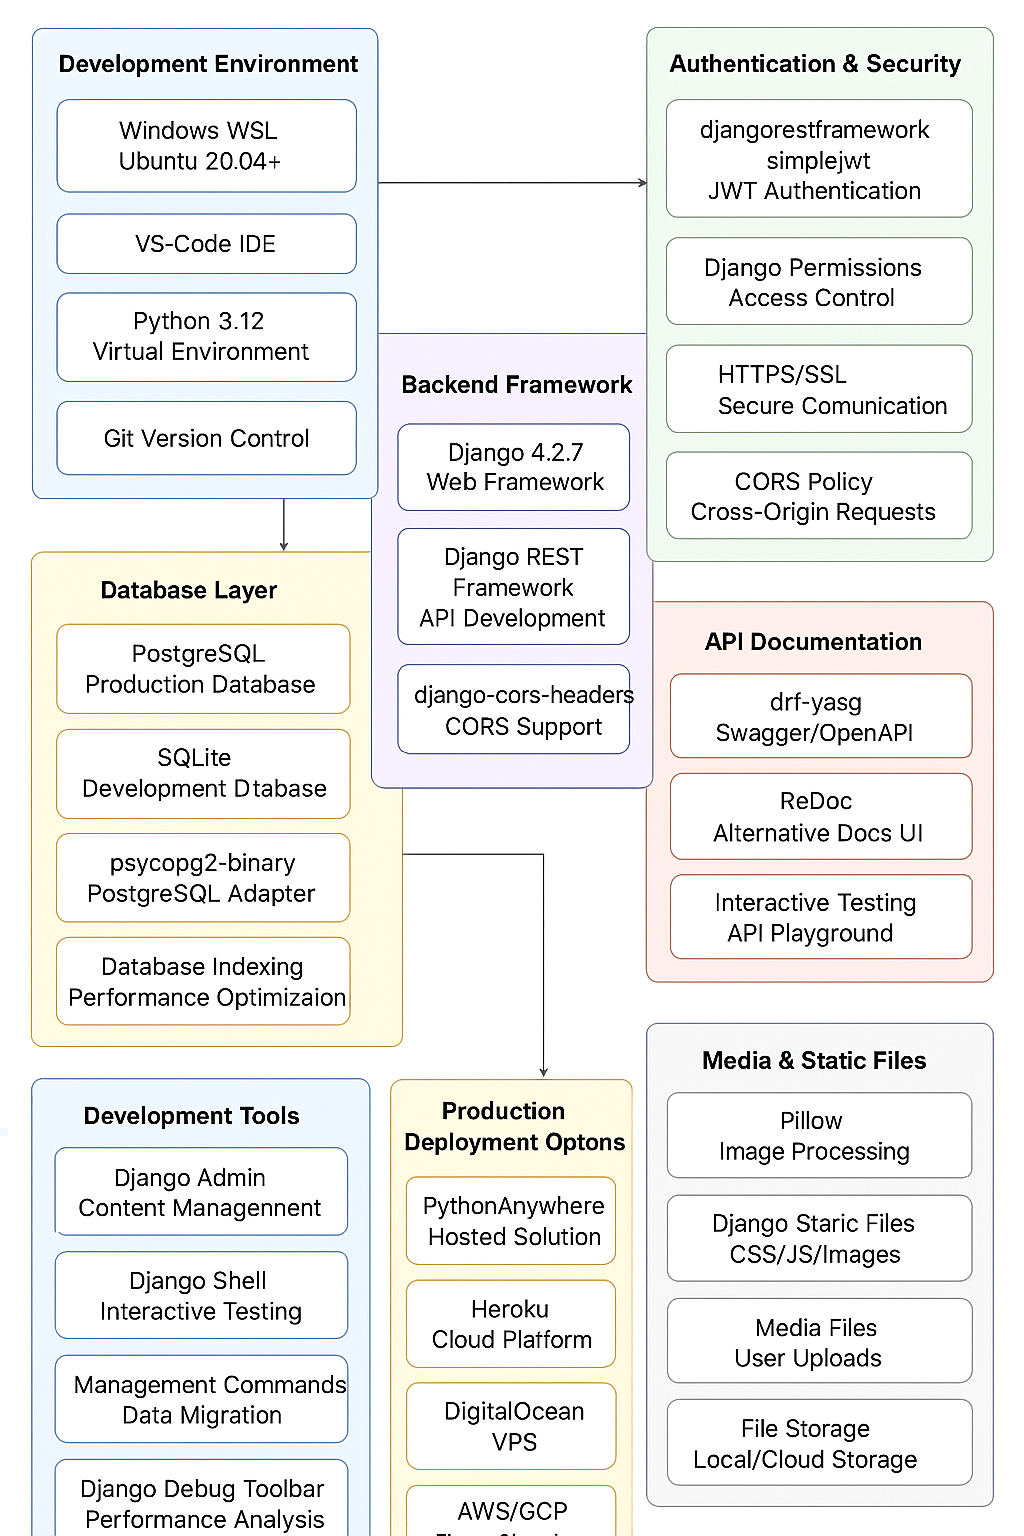 Development Environment
Windows WSL
Ubuntu 20.04+
VS-Code IDE
Python 3.12
Virtual Environment
Git Version Control
Authentication & Security
djangorestframework
simplejwt
JWT Authentication
Django Permissions
Access Control
HTTPS/SSL
Secure Comunication
CORS Policy
Cross-Origin Requests
Backend Framework
Django 4.2.7
Web Framework
Django REST
Framework
API Development
django-cors-headers
CORS Support
Database Layer
PostgreSQL
Production Database
SQLite
Development Dtabase
psycopg2-binary
PostgreSQL Adapter
Database Indexing
Performance Optimizaion
API Documentation
drf-yasg
Swagger/OpenAPI
ReDoc
Alternative Docs UI
Interactive Testing
API Playground
Development Tools
Django Admin
Content Managennent
Django Shell
Interactive Testing
Management Commands
Data Migration
Django Debug Toolbar
Performance Analysis
Production
Deployment Optons
PythonAnywhere
Hosted Solution
Heroku
Cloud Platform
DigitalOcean
VPS
AWS/GCP
Media & Static Files
Pillow
Image Processing
Django Staric Files
CSS/JS/Images
Media Files
User Uploads
File Storage
Local/Cloud Storage